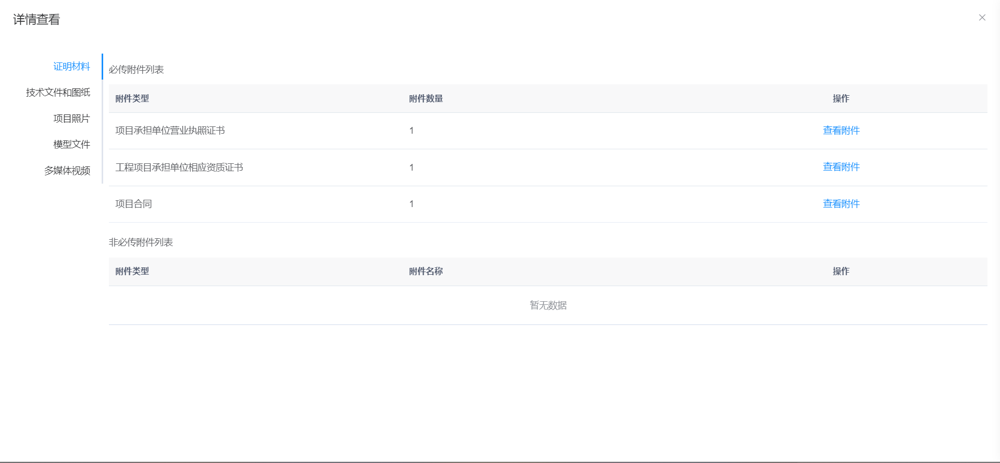 详情查看
证明材料
技术文件和图纸
项目照片
模型文件
多媒体视频
必传附件列表
附件类型 附件数量 操作
项目承担单位营业执照证书 1 查看附件
工程项目承担单位相应资质证书 1 查看附件
项目合同 1 查看附件
非必传附件列表
附件类型 附件名称 操作
暂无数据